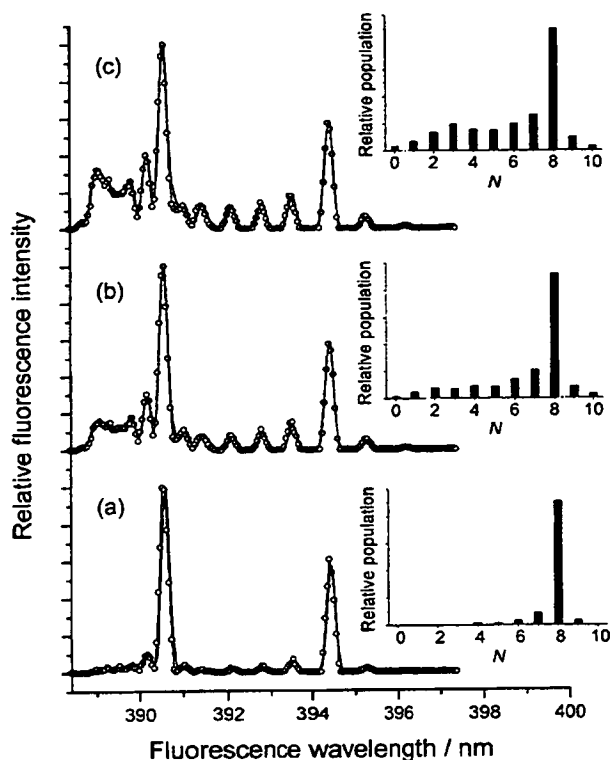 Relative fluorescence intensity
(c)
Relative population
0 2 4 6 8 10
N
(b)
Relative population
0 2 4 6 8 10
N
(a)
Relative population
0 2 4 6 8 10
N
390 392 394 396 398 400
Fluorescence wavelength / nm